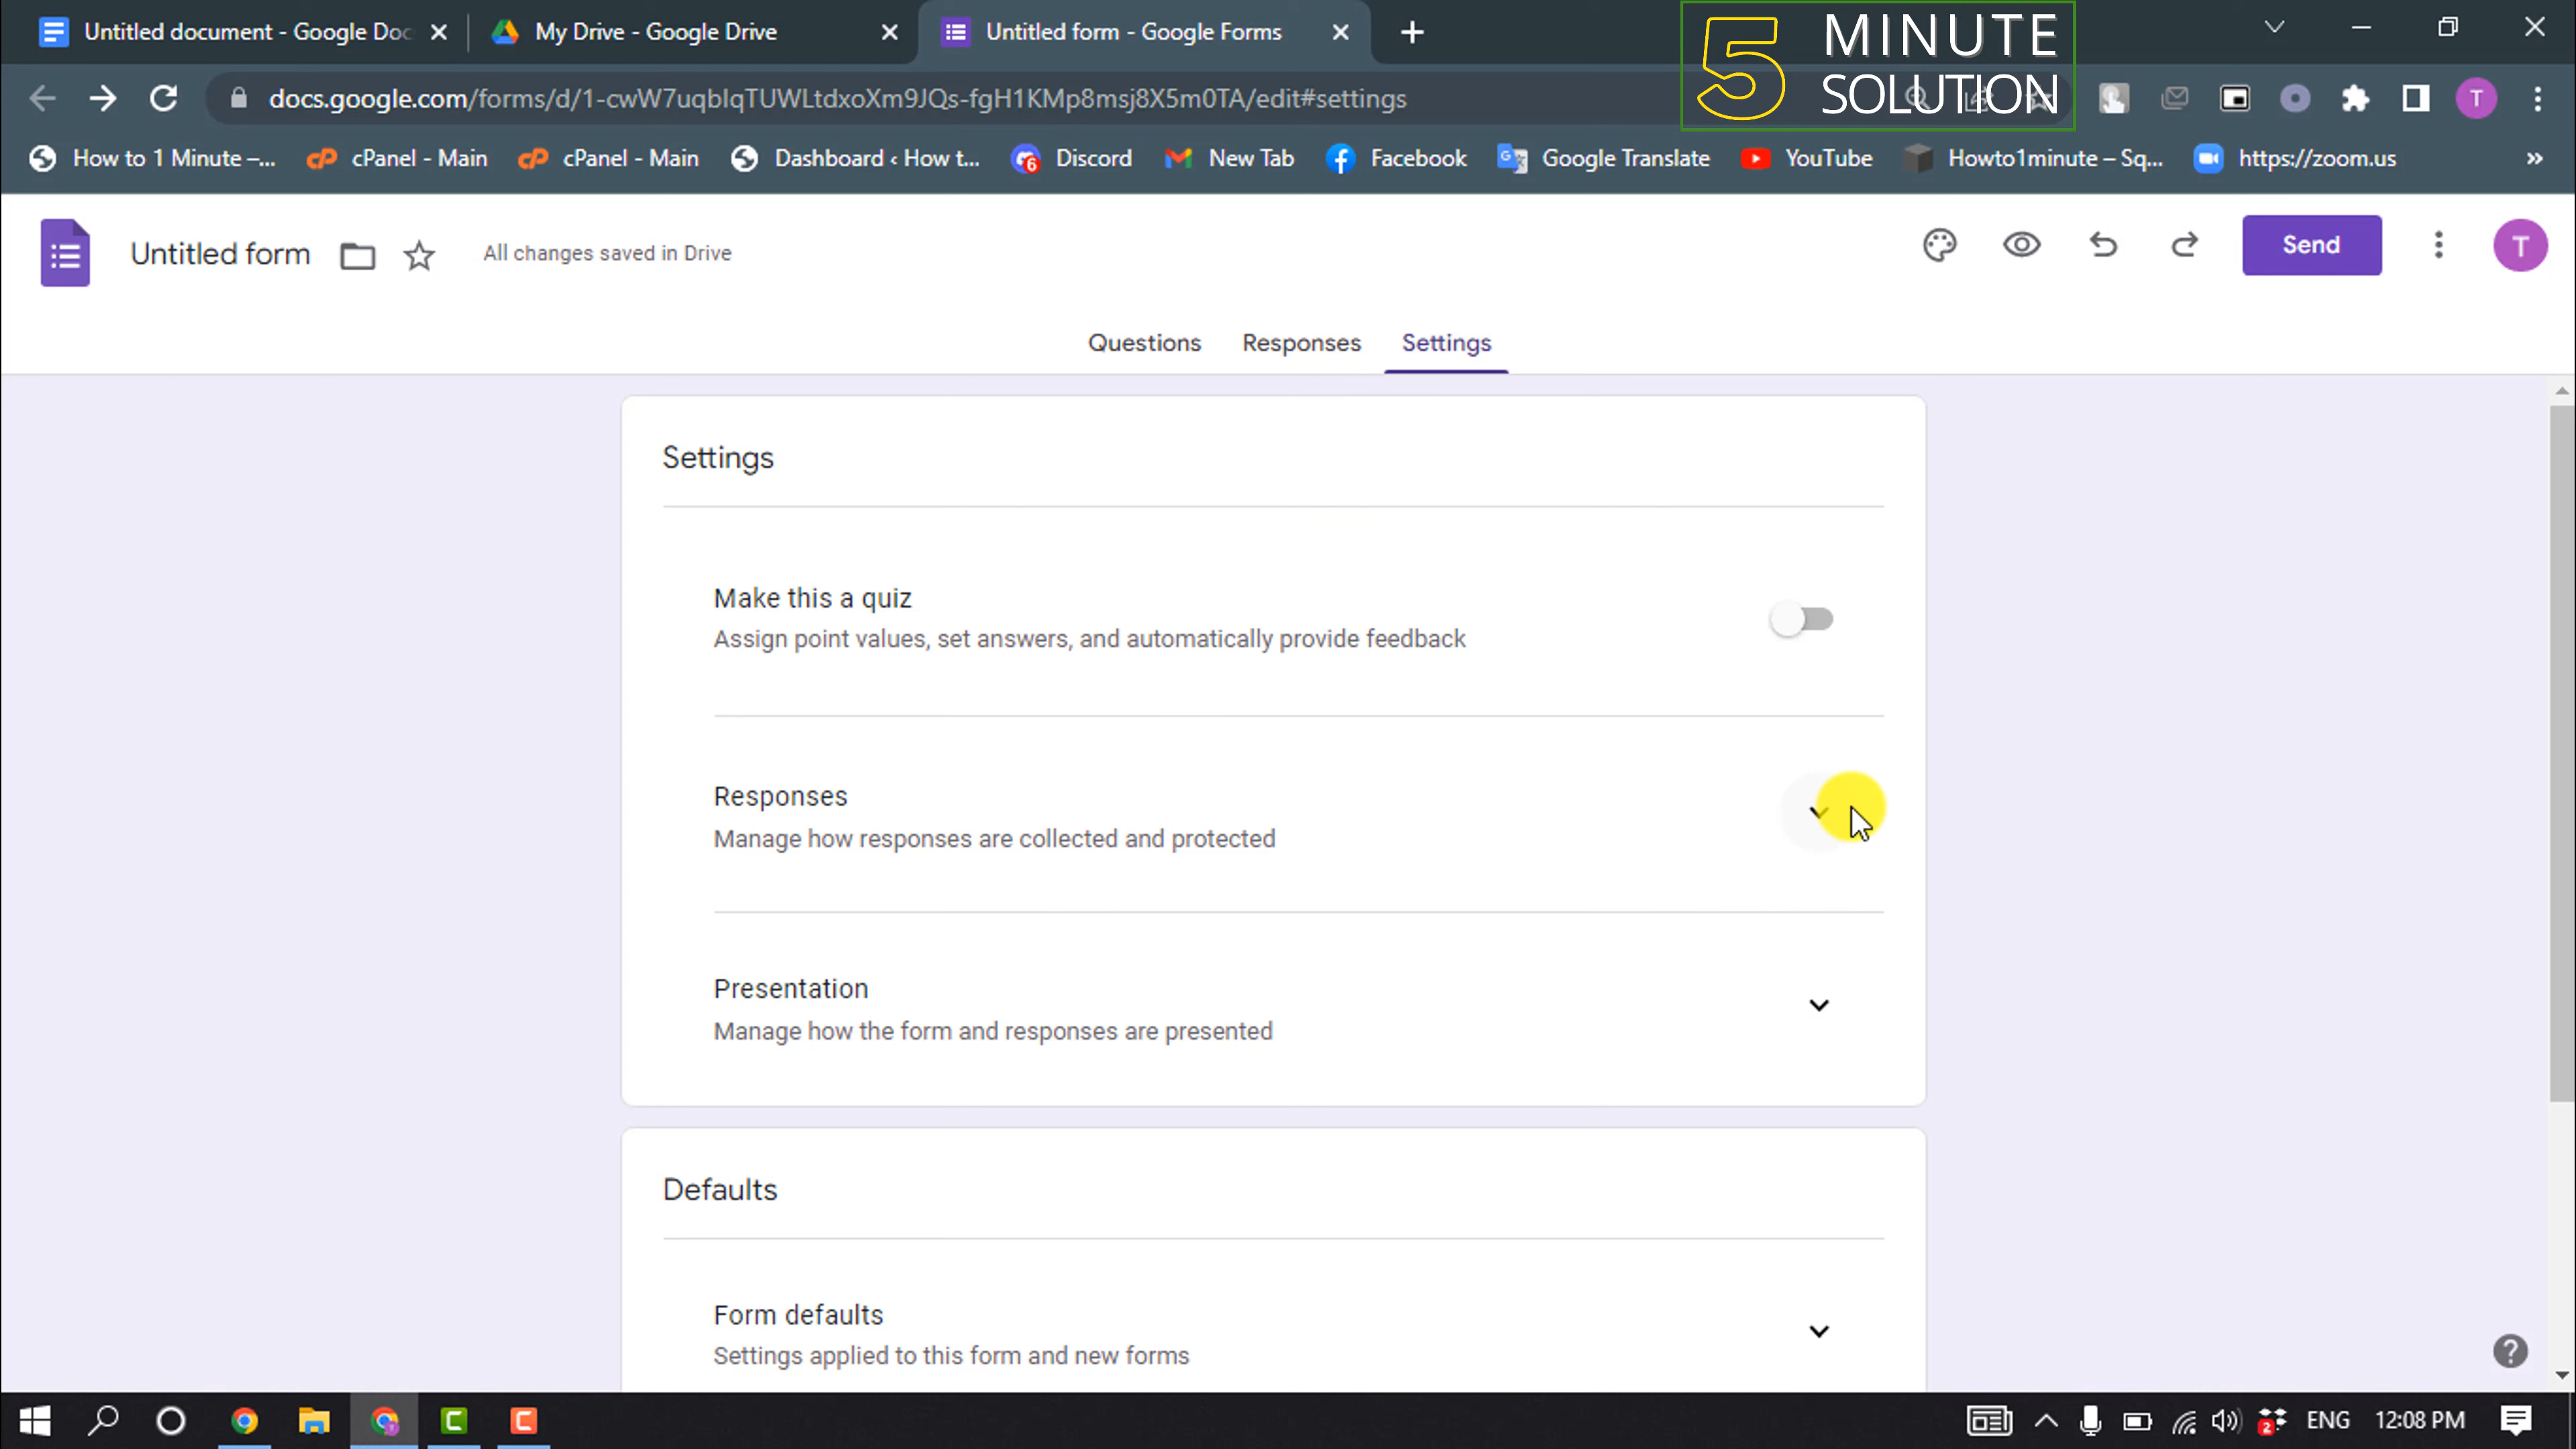 Untitled document - Google Doc
My Drive - Google Drive
Untitled form - Google Forms
5 MINUTE
SOLUTION
docs.google.com/forms/d/1-cwW7uqbIqTUWLtdxoXm9JQs-fgH1KMp8msj8X5m0TA/edit#settings
T
How to 1 Minute –...
cPanel - Main
cPanel - Main
Dashboard ‹ How t...
6
Discord
New Tab
Facebook
Google Translate
YouTube
Howto1minute – Sq...
https://zoom.us
»
Untitled form
All changes saved in Drive
Send
T
Questions
Responses
Settings
Settings
Make this a quiz
Assign point values, set answers, and automatically provide feedback
Responses
Manage how responses are collected and protected
Presentation
Manage how the form and responses are presented
Defaults
Form defaults
Settings applied to this form and new forms
?
C
C
2
ENG
12:08 PM